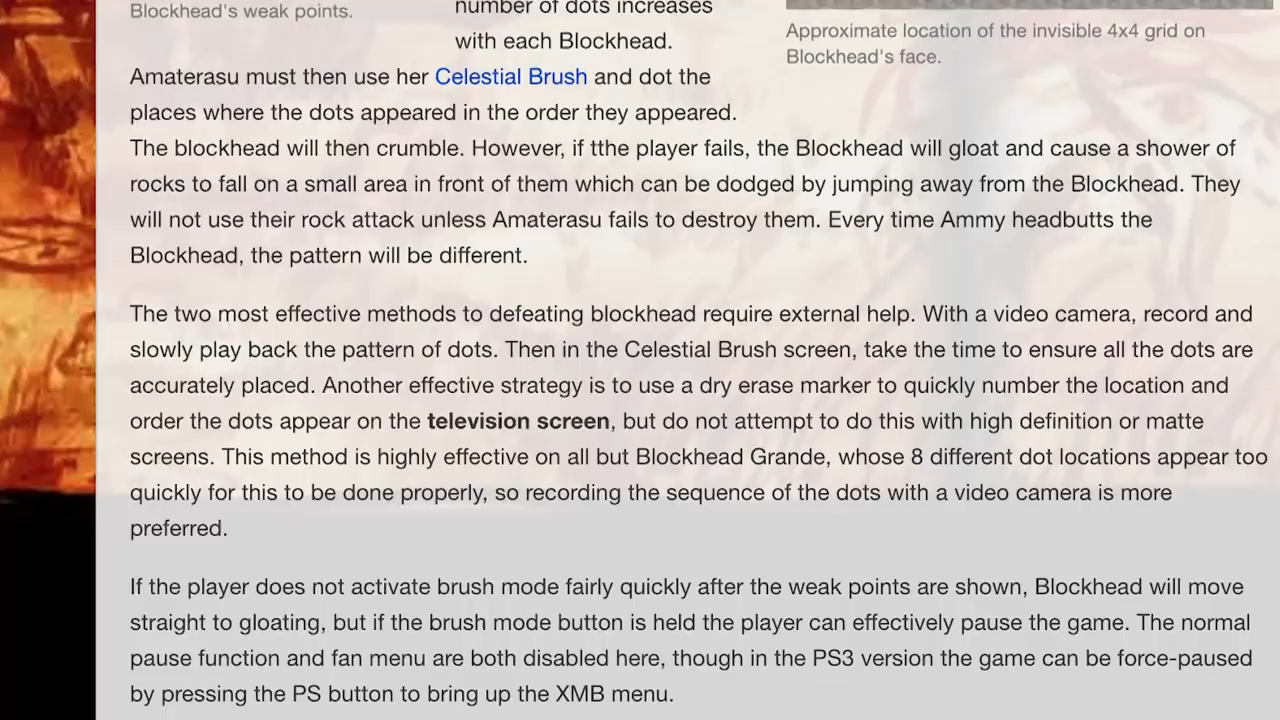 Blockhead's weak points.
number of dots increases
with each Blockhead.
Approximate location of the invisible 4x4 grid on
Blockhead's face.
Amaterasu must then use her Celestial Brush and dot the
places where the dots appeared in the order they appeared.
The blockhead will then crumble. However, if tthe player fails, the Blockhead will gloat and cause a shower of
rocks to fall on a small area in front of them which can be dodged by jumping away from the Blockhead. They
will not use their rock attack unless Amaterasu fails to destroy them. Every time Ammy headbutts the
Blockhead, the pattern will be different.
The two most effective methods to defeating blockhead require external help. With a video camera, record and
slowly play back the pattern of dots. Then in the Celestial Brush screen, take the time to ensure all the dots are
accurately placed. Another effective strategy is to use a dry erase marker to quickly number the location and
order the dots appear on the television screen, but do not attempt to do this with high definition or matte
screens. This method is highly effective on all but Blockhead Grande, whose 8 different dot locations appear too
quickly for this to be done properly, so recording the sequence of the dots with a video camera is more
preferred.
If the player does not activate brush mode fairly quickly after the weak points are shown, Blockhead will move
straight to gloating, but if the brush mode button is held the player can effectively pause the game. The normal
pause function and fan menu are both disabled here, though in the PS3 version the game can be force-paused
by pressing the PS button to bring up the XMB menu.